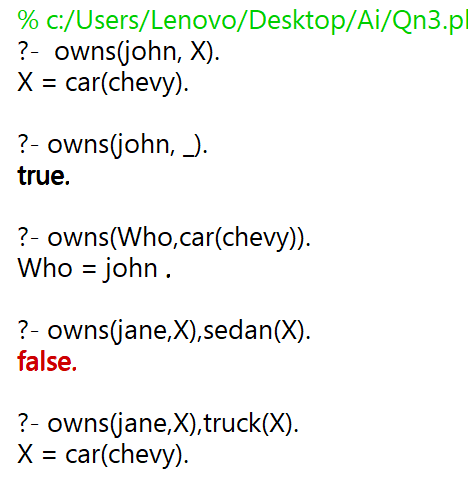 % c:/Users/Lenovo/Desktop/Ai/Qn3.pl
?-  owns(john, X).
X = car(chevy).
?- owns(john, _).
true.
?- owns(Who,car(chevy)).
Who = john .
?- owns(jane,X),sedan(X).
false.
?- owns(jane,X),truck(X).
X = car(chevy).